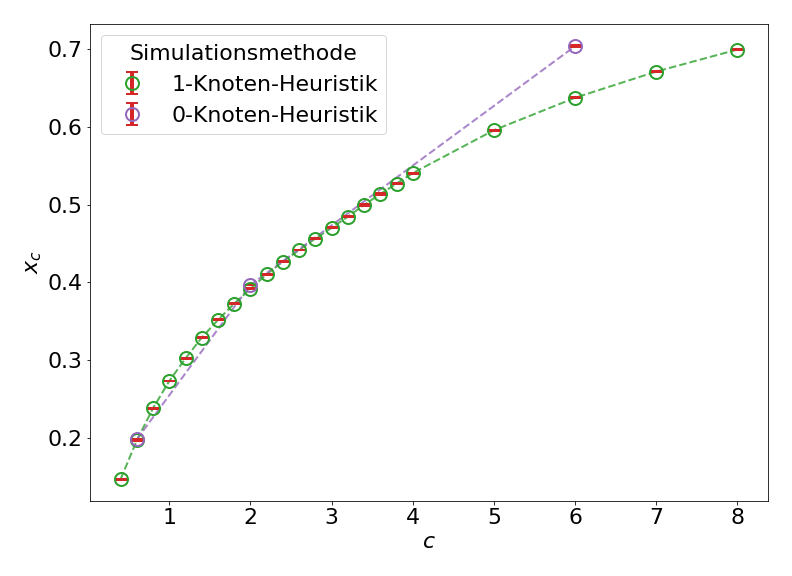 Simulationsmethode
1-Knoten-Heuristik
0-Knoten-Heuristik
0.7
0.6
0.5
0.4
0.3
0.2
x_c
1 2 3 4 5 6 7 8
c